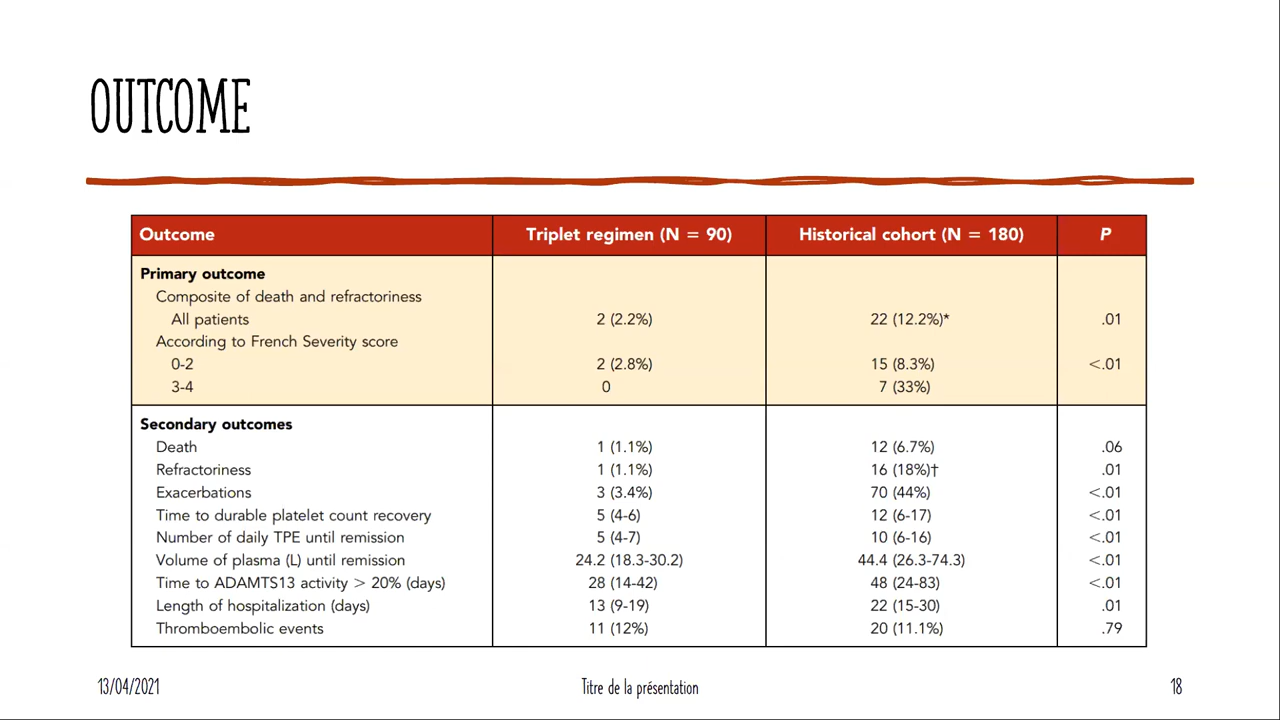 OUTCOME
Outcome Triplet regimen (N = 90) Historical cohort (N = 180) P
Primary outcome
Composite of death and refractoriness
All patients 2 (2.2%) 22 (12.2%)* .01
According to French Severity score
0-2 2 (2.8%) 15 (8.3%) <.01
3-4 0 7 (33%)
Secondary outcomes
Death 1 (1.1%) 12 (6.7%) .06
Refractoriness 1 (1.1%) 16 (18%)† .01
Exacerbations 3 (3.4%) 70 (44%) <.01
Time to durable platelet count recovery 5 (4-6) 12 (6-17) <.01
Number of daily TPE until remission 5 (4-7) 10 (6-16) <.01
Volume of plasma (L) until remission 24.2 (18.3-30.2) 44.4 (26.3-74.3) <.01
Time to ADAMTS13 activity > 20% (days) 28 (14-42) 48 (24-83) <.01
Length of hospitalization (days) 13 (9-19) 22 (15-30) .01
Thromboembolic events 11 (12%) 20 (11.1%) .79
13/04/2021 Titre de la présentation 18